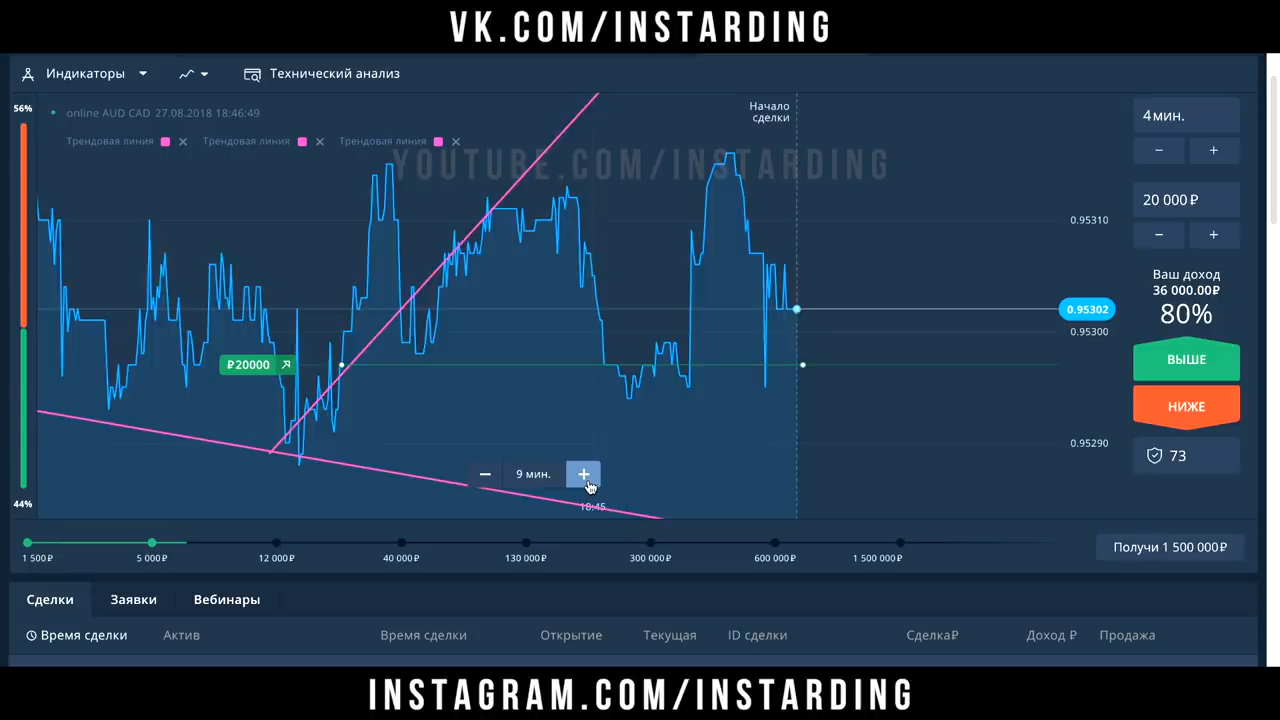 VK.COM/INSTARDING
Индикаторы
Технический анализ
56%
online AUD CAD 27.08.2018 18:46:49
Трендовая линия Трендовая линия Трендовая линия
YOUTUBE.COM/INSTARDING
Начало
сделки
4 мин.
− +
20 000 ₽
− +
0.95310
Ваш доход
36 000.00₽
80%
0.95302
0.95300
ВЫШЕ
₽20000
НИЖЕ
0.95290
73
− 9 мин. +
18:45
44%
1 500₽ 5 000₽ 12 000₽ 40 000₽ 130 000₽ 300 000₽ 600 000₽ 1 500 000₽
Получи 1 500 000₽
Сделки Заявки Вебинары
Время сделки Актив Время сделки Открытие Текущая ID сделки Сделка₽ Доход ₽ Продажа
INSTAGRAM.COM/INSTARDING